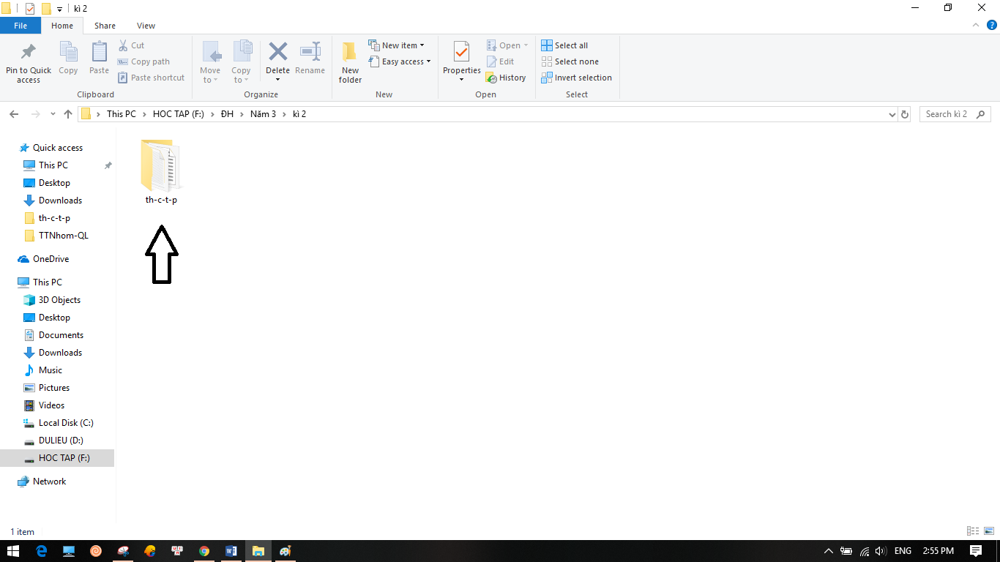 kì 2
File Home Share View
Pin to Quick access
Copy
Paste
Cut
Copy path
Paste shortcut
Clipboard
Move to
Copy to
Delete
Rename
Organize
New folder
New item
Easy access
New
Properties
Open
Edit
History
Open
Select all
Select none
Invert selection
Select
This PC > HOC TAP (F:) > ĐH > Năm 3 > kì 2
Search kì 2
Quick access
This PC
Desktop
Downloads
th-c-t-p
TTNhom-QL
OneDrive
This PC
3D Objects
Desktop
Documents
Downloads
Music
Pictures
Videos
Local Disk (C:)
DULIEU (D:)
HOC TAP (F:)
Network
th-c-t-p
1 item
ENG 2:55 PM